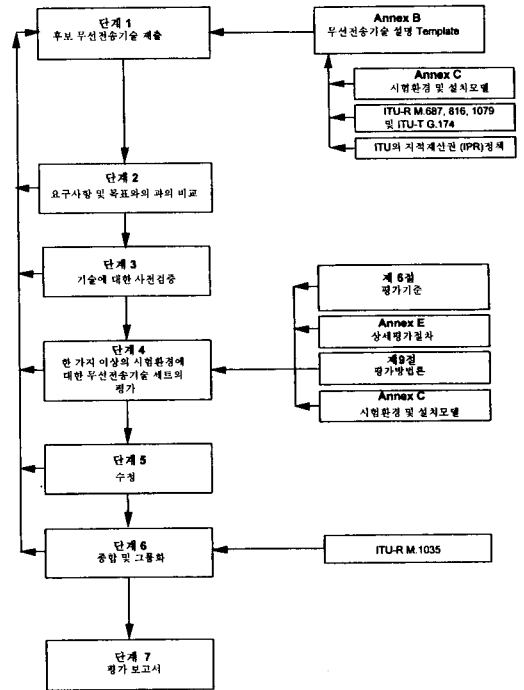 단계 1
후보 무선전송기술 제출
Annex B
무선전송기술 설명 Template
Annex C
시험환경 및 설치모델
ITU-R M.687, 816, 1079
및 ITU-T G.174
ITU의 지적재산권 (IPR)정책
단계 2
요구사항 및 목표와의 과의 비교
단계 3
기술에 대한 사전검증
제 6절
평가기준
Annex E
상세평가절차
제9절
평가방법론
Annex C
시험환경 및 설치모델
단계 4
한 가지 이상의 시험환경에
대한 무선전송기술 세트의
평가
단계 5
수정
단계 6
종합 및 그룹화
ITU-R M.1035
단계 7
평가 보고서